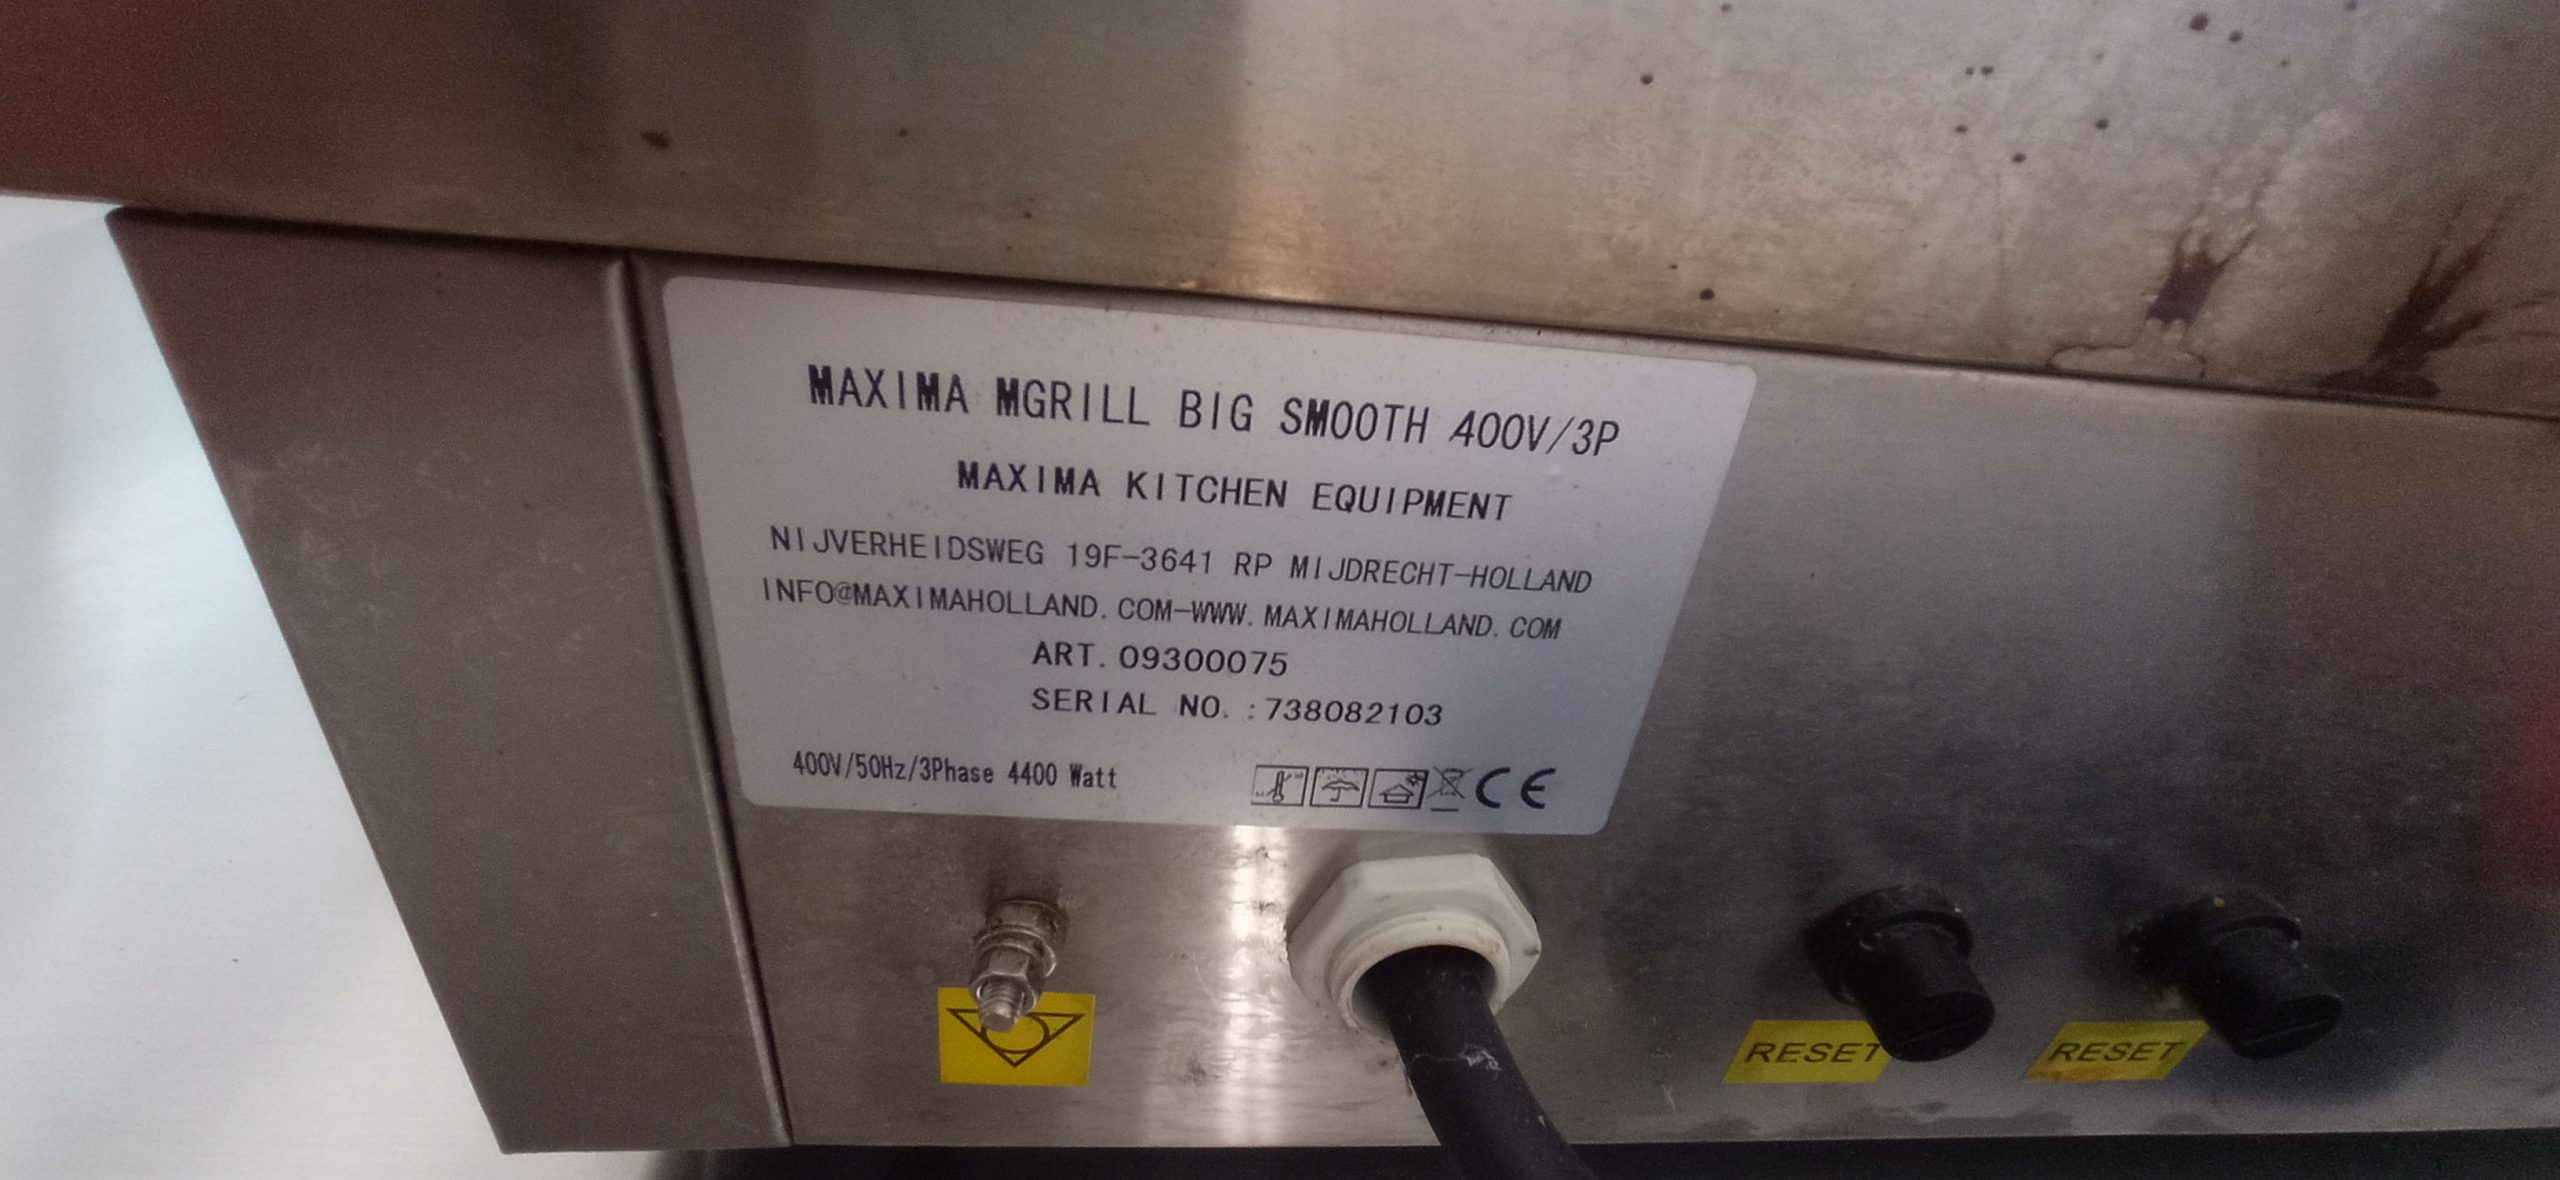 MAXIMA MGRILL BIG SMOOTH 400V/3P
MAXIMA KITCHEN EQUIPMENT
NIJVERHEIDSWEG 19F-3641 RP MIJDRECHT-HOLLAND
INFO@MAXIMAHOLLAND.COM-WWW.MAXIMAHOLLAND.COM
ART. 09300075
SERIAL NO. :738082103
400V/50Hz/3Phase 4400 Watt
CE
RESET
RESET